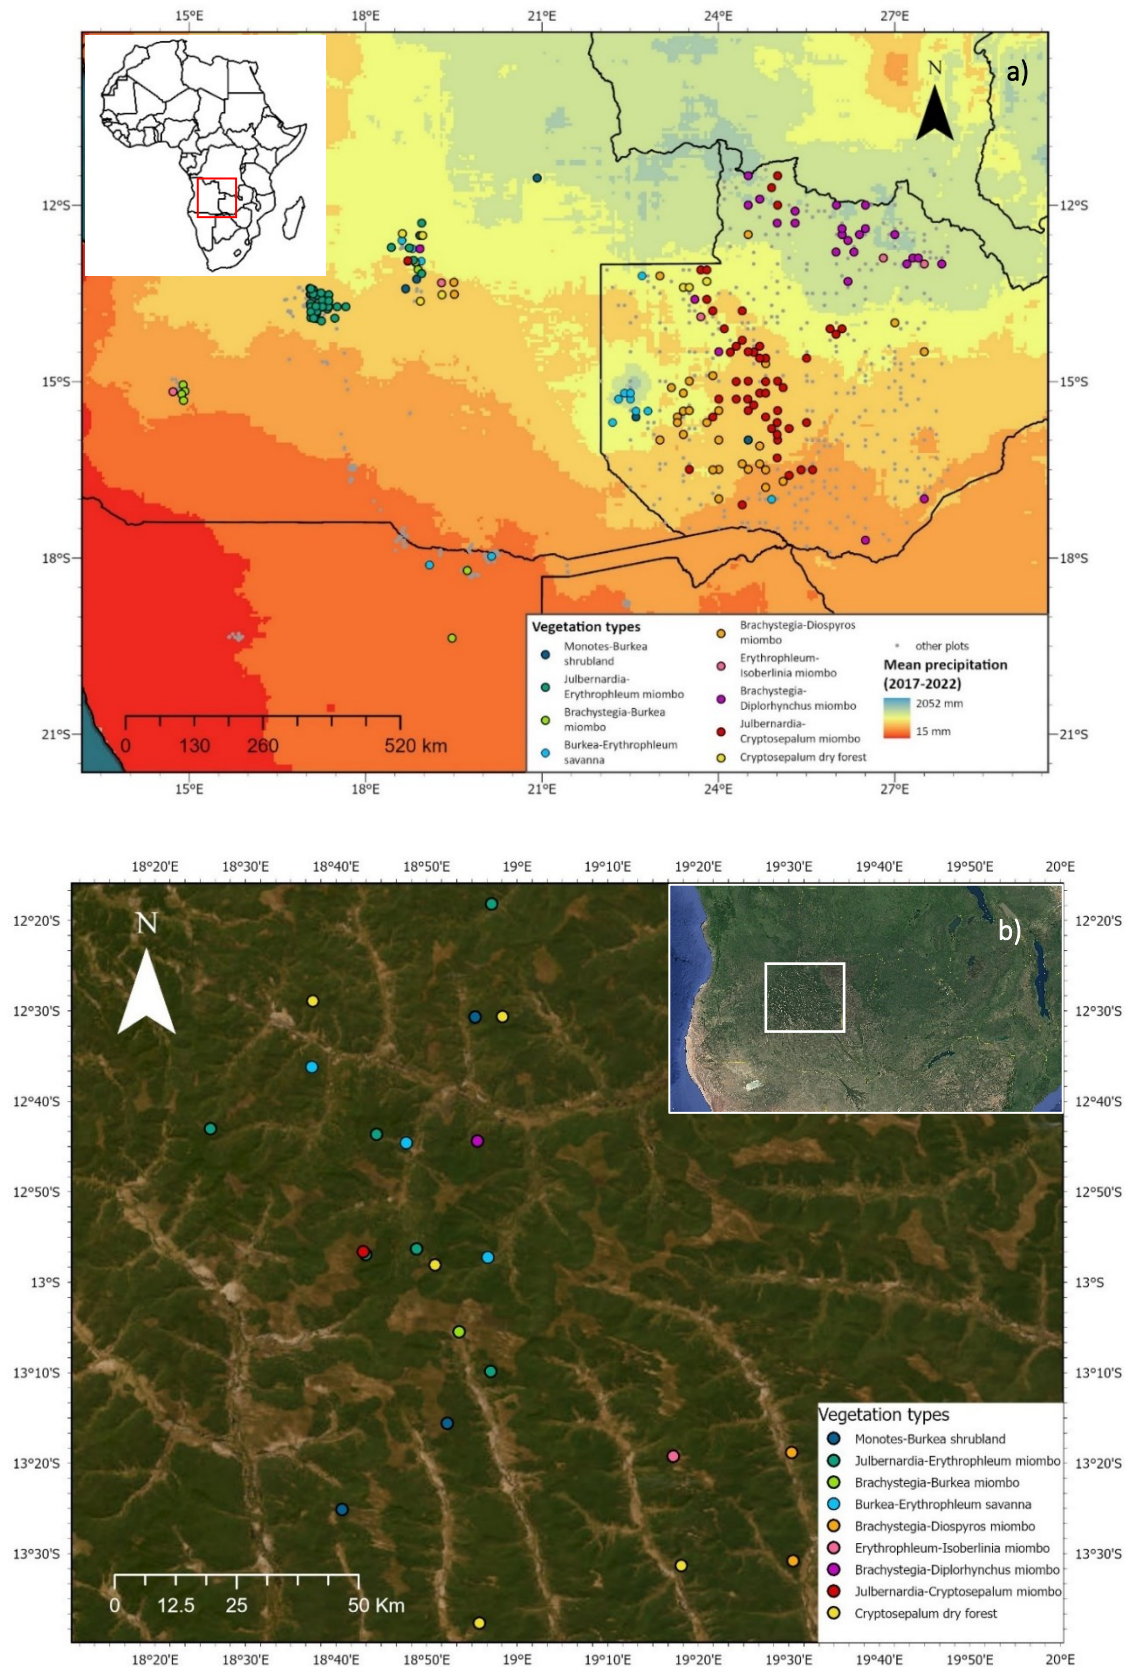 15°E 18°E 21°E 24°E 27°E
a)
N
12°S 12°S
15°S 15°S
18°S 18°S
21°S 21°S
0 130 260 520 km
Vegetation types
Monotes-Burkea
shrubland
Julbernardia-
Erythrophleum miombo
Brachystegia-Burkea
miombo
Burkea-Erythrophleum
savanna
Brachystegia-Diospyros
miombo
Erythrophleum-
Isoberlinia miombo
Brachystegia-
Diplorhynchus miombo
Julbernardia-
Cryptosepalum miombo
Cryptosepalum dry forest
other plots
Mean precipitation
(2017-2022)
2052 mm
15 mm
15°E 18°E 21°E 24°E 27°E
18°20'E 18°30'E 18°40'E 18°50'E 19°E 19°10'E 19°20'E 19°30'E 19°40'E 19°50'E 20°E
N
b)
12°20'S 12°20'S
12°30'S 12°30'S
12°40'S 12°40'S
12°50'S 12°50'S
13°S 13°S
13°10'S 13°10'S
13°20'S 13°20'S
13°30'S 13°30'S
Vegetation types
Monotes-Burkea shrubland
Julbernardia-Erythrophleum miombo
Brachystegia-Burkea miombo
Burkea-Erythrophleum savanna
Brachystegia-Diospyros miombo
Erythrophleum-Isoberlinia miombo
Brachystegia-Diplorhynchus miombo
Julbernardia-Cryptosepalum miombo
Cryptosepalum dry forest
0 12.5 25 50 Km
18°20'E 18°30'E 18°40'E 18°50'E 19°E 19°10'E 19°20'E 19°30'E 19°40'E 19°50'E 20°E